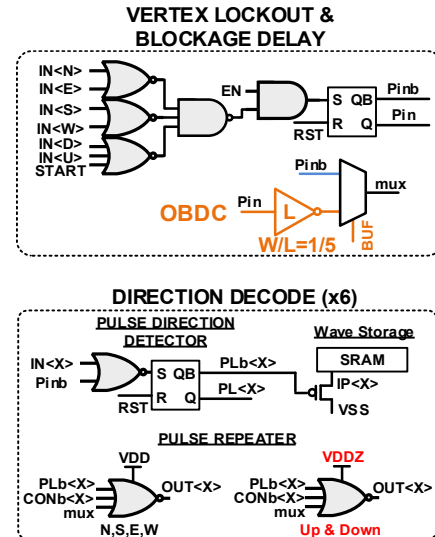 VERTEX LOCKOUT &
BLOCKAGE DELAY
IN<N>
IN<E>
IN<S>
IN<W>
IN<D>
IN<U>
START
EN
S QB
R Q
RST
Pinb
Pin
Pinb
Pin
OBDC
L
W/L=1/5
mux
BUF
DIRECTION DECODE (x6)
PULSE DIRECTION
DETECTOR
Wave Storage
SRAM
IN<X>
Pinb
S QB
R Q
RST
PLb<X>
PL<X>
IP<X>
VSS
PULSE REPEATER
VDD
PLb<X>
CONb<X>
mux
OUT<X>
N,S,E,W
VDDZ
PLb<X>
CONb<X>
mux
OUT<X>
Up & Down